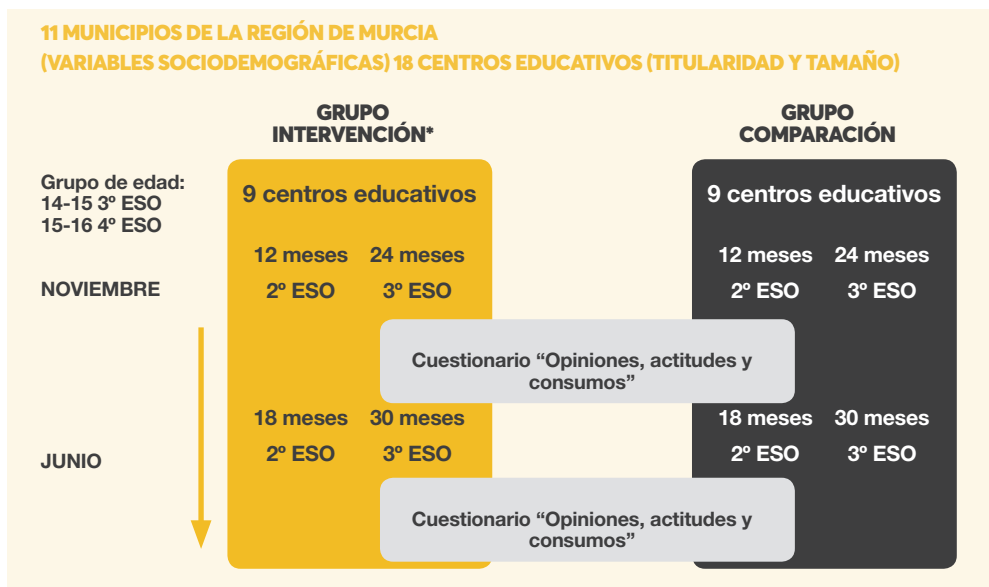 11 MUNICIPIOS DE LA REGIÓN DE MURCIA
(VARIABLES SOCIODEMOGRÁFICAS) 18 CENTROS EDUCATIVOS (TITULARIDAD Y TAMAÑO)
GRUPO
INTERVENCIÓN*
GRUPO
COMPARACIÓN
Grupo de edad:
14-15 3º ESO
15-16 4º ESO
9 centros educativos
9 centros educativos
12 meses 24 meses
12 meses 24 meses
NOVIEMBRE
2º ESO 3º ESO
2º ESO 3º ESO
Cuestionario “Opiniones, actitudes y
consumos”
18 meses 30 meses
18 meses 30 meses
JUNIO
2º ESO 3º ESO
2º ESO 3º ESO
Cuestionario “Opiniones, actitudes y
consumos”